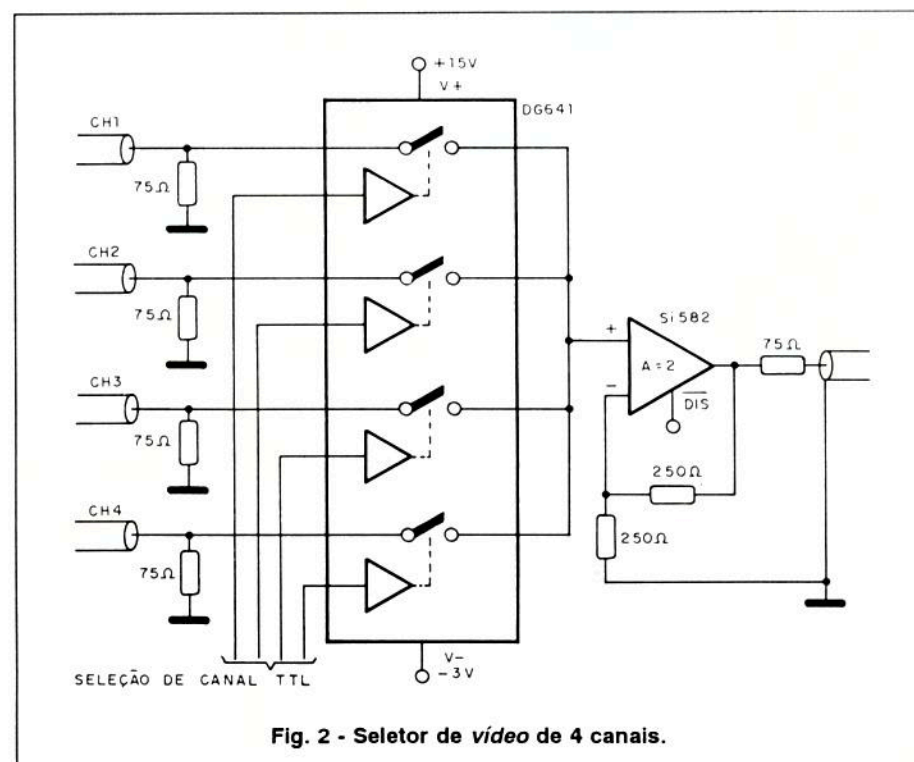 +15V
V+
DG641
CH1
75Ω
CH2
75Ω
CH3
75Ω
CH4
75Ω
Si582
+
A=2
-
DIS
75Ω
250Ω
250Ω
V-
-3V
SELEÇÃO DE CANAL TTL
Fig. 2 - Seletor de vídeo de 4 canais.